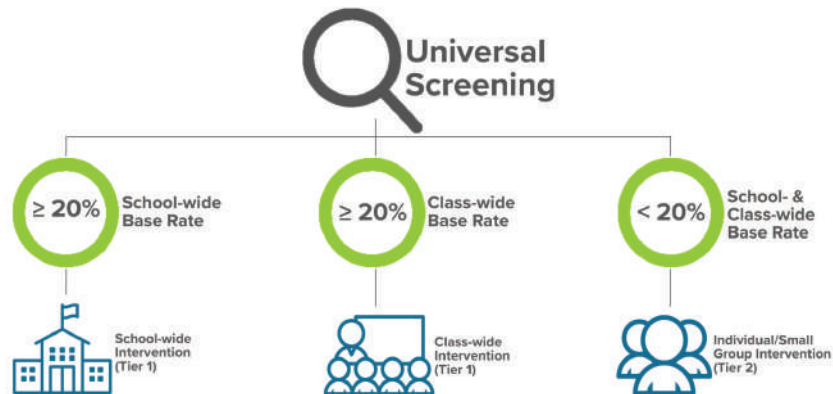 Universal
Screening
≥ 20%
School-wide
Base Rate
≥ 20%
Class-wide
Base Rate
< 20%
School- &
Class-wide
Base Rate
School-wide
Intervention
(Tier 1)
Class-wide
Intervention
(Tier 1)
Individual/Small
Group Intervention
(Tier 2)